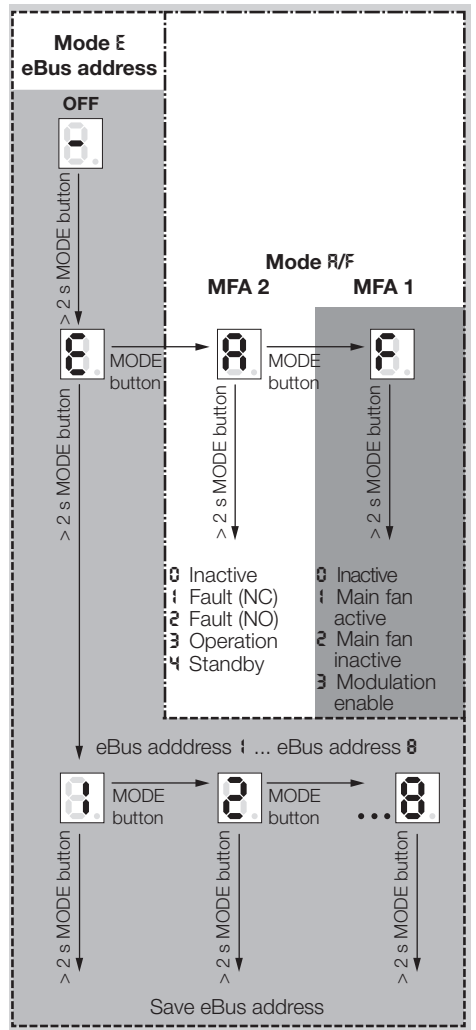 Mode E
eBus address
OFF
-
> 2 s MODE button
Mode A/F
MFA 2
MFA 1
E
MODE
button
A
MODE
button
F
> 2 s MODE button
> 2 s MODE button
> 2 s MODE button
0 Inactive
1 Fault (NC)
2 Fault (NO)
3 Operation
4 Standby
0 Inactive
1 Main fan
active
2 Main fan
inactive
3 Modulation
enable
eBus adddress 1 ... eBus address 8
1
MODE
button
2
MODE
button
...8
> 2 s MODE button
> 2 s MODE button
> 2 s MODE button
Save eBus address